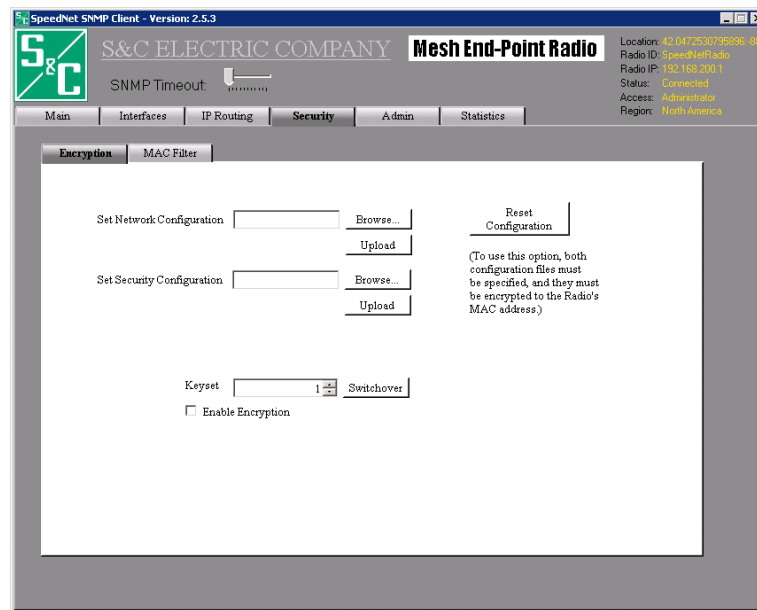 SpeedNet SNMP Client - Version: 2.5.3
S&C
S&C ELECTRIC COMPANY
Mesh End-Point Radio
SNMP Timeout:
Location: 42.0472530795896;-8
Radio ID: SpeedNetRadio
Radio IP: 192.168.200.1
Status: Connected
Access: Administrator
Region: North America
Main Interfaces IP Routing Security Admin Statistics
Encryption MAC Filter
Set Network Configuration Browse...
Upload
Set Security Configuration Browse...
Upload
Reset
Configuration
(To use this option, both
configuration files must
be specified, and they must
be encrypted to the Radio's
MAC address.)
Keyset 1 Switchover
Enable Encryption